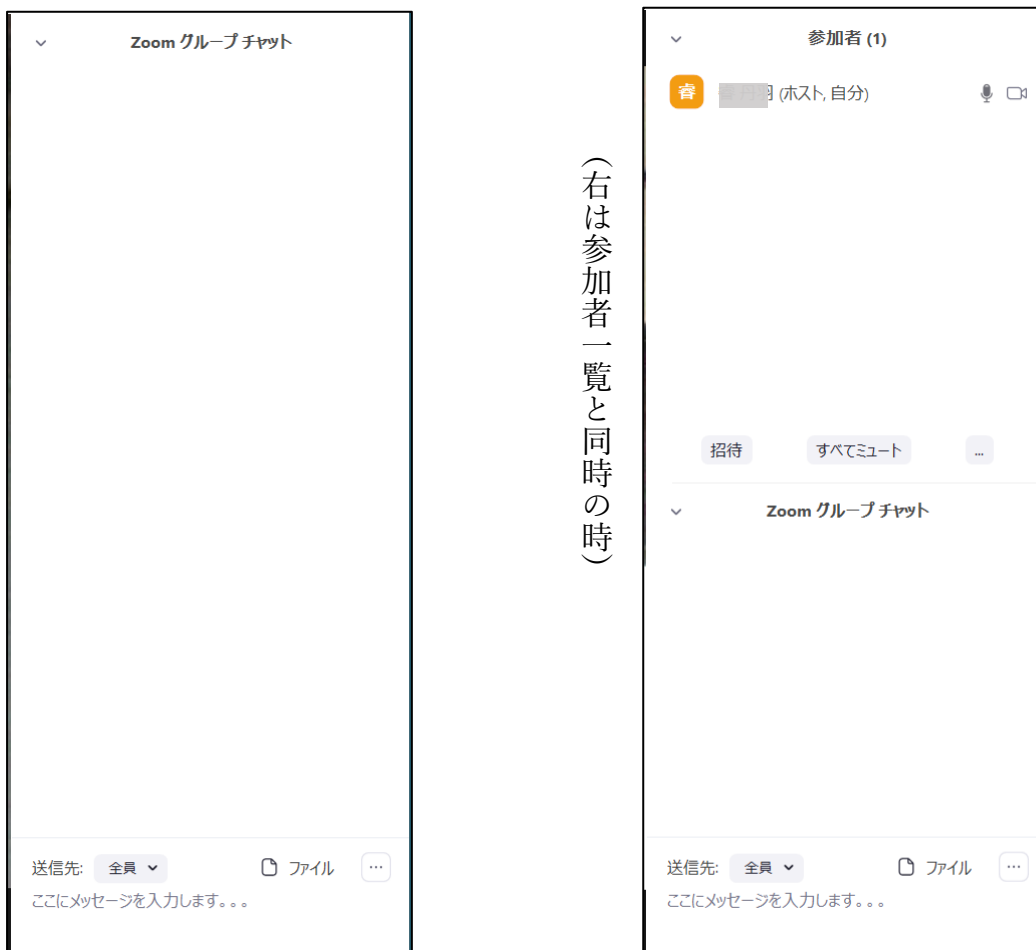 Zoom グループ チャット
送信先: 全員
ファイル
...
ここにメッセージを入力します。。。
（右は参加者一覧と同時の時）
参加者 (1)
睿
(ホスト, 自分)
招待
すべてミュート
...
Zoom グループ チャット
送信先: 全員
ファイル
...
ここにメッセージを入力します。。。